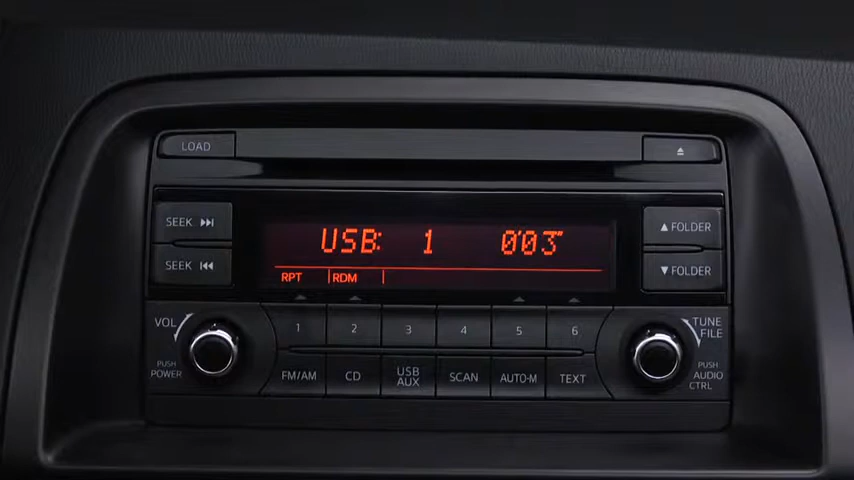 LOAD
SEEK
SEEK
USB: 1 0'03"
RPT RDM
FOLDER
FOLDER
VOL
PUSH
POWER
1 2 3 4 5 6
TUNE
FILE
PUSH
AUDIO
CTRL
FM/AM
CD
USB
AUX
SCAN
AUTO-M
TEXT